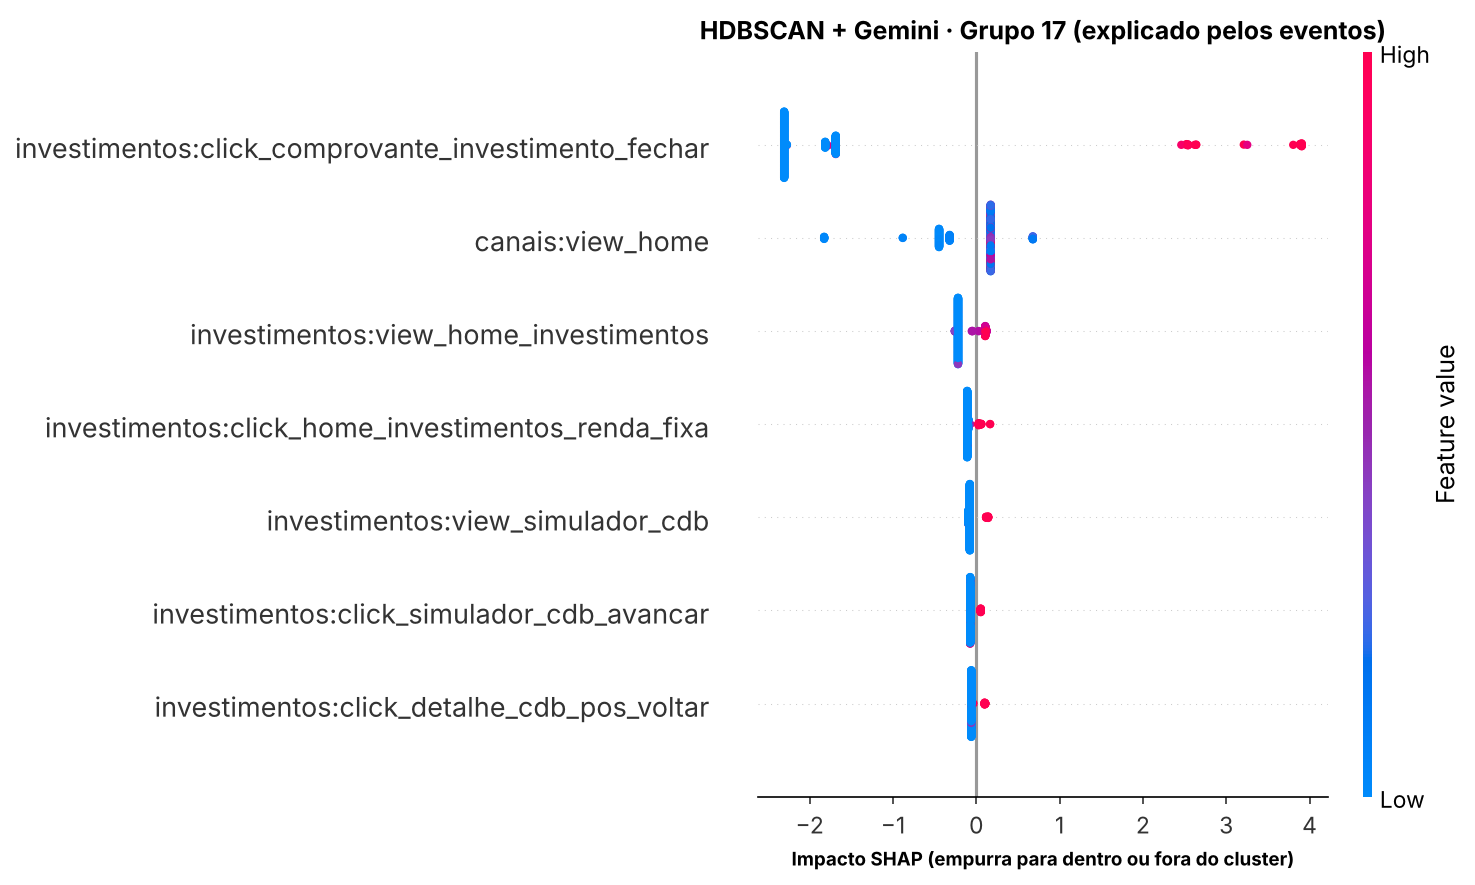 HDBSCAN + Gemini · Grupo 17 (explicado pelos eventos)
High
investimentos:click_comprovante_investimento_fechar
canais:view_home
investimentos:view_home_investimentos
investimentos:click_home_investimentos_renda_fixa
investimentos:view_simulador_cdb
investimentos:click_simulador_cdb_avancar
investimentos:click_detalhe_cdb_pos_voltar
Feature value
Low
−2 −1 0 1 2 3 4
Impacto SHAP (empurra para dentro ou fora do cluster)